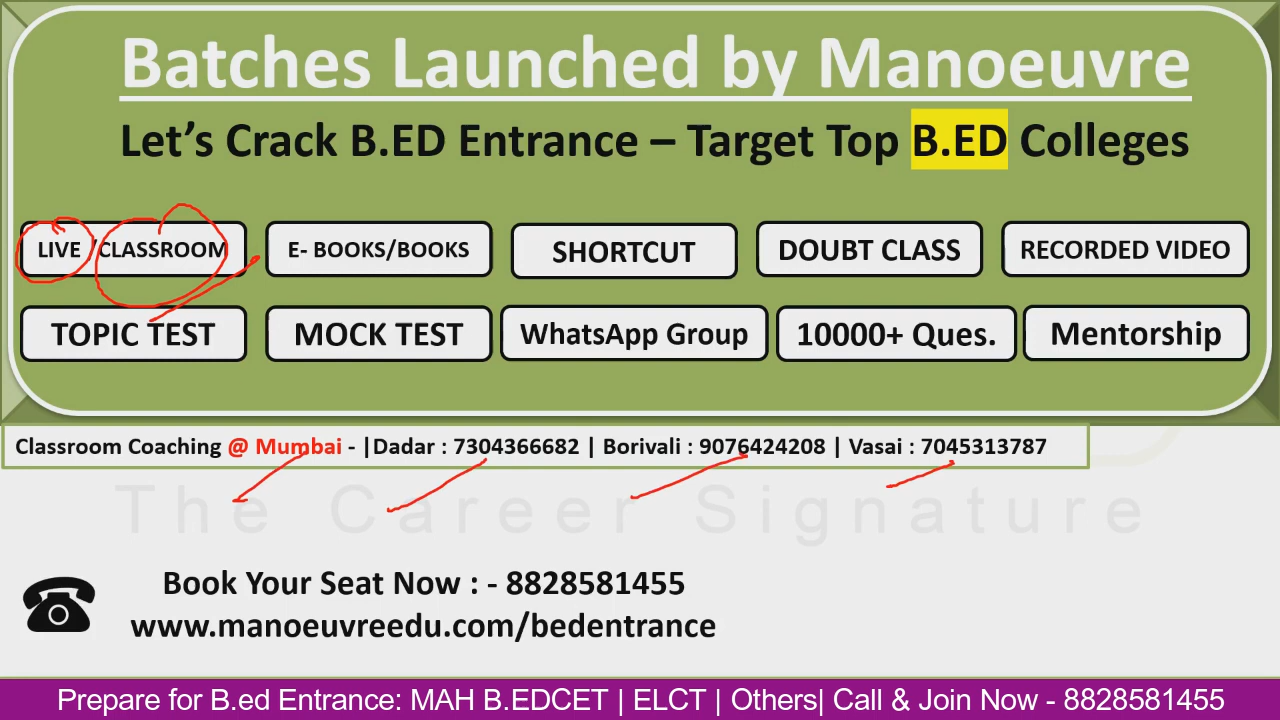 Batches Launched by Manoeuvre
Let's Crack B.ED Entrance – Target Top B.ED Colleges
LIVE /CLASSROOM
E- BOOKS/BOOKS
SHORTCUT
DOUBT CLASS
RECORDED VIDEO
TOPIC TEST
MOCK TEST
WhatsApp Group
10000+ Ques.
Mentorship
Classroom Coaching @ Mumbai - |Dadar : 7304366682 | Borivali : 9076424208 | Vasai : 7045313787
The Career Signature
Book Your Seat Now : - 8828581455
www.manoeuvreedu.com/bedentrance
Prepare for B.ed Entrance: MAH B.EDCET | ELCT | Others| Call & Join Now - 8828581455